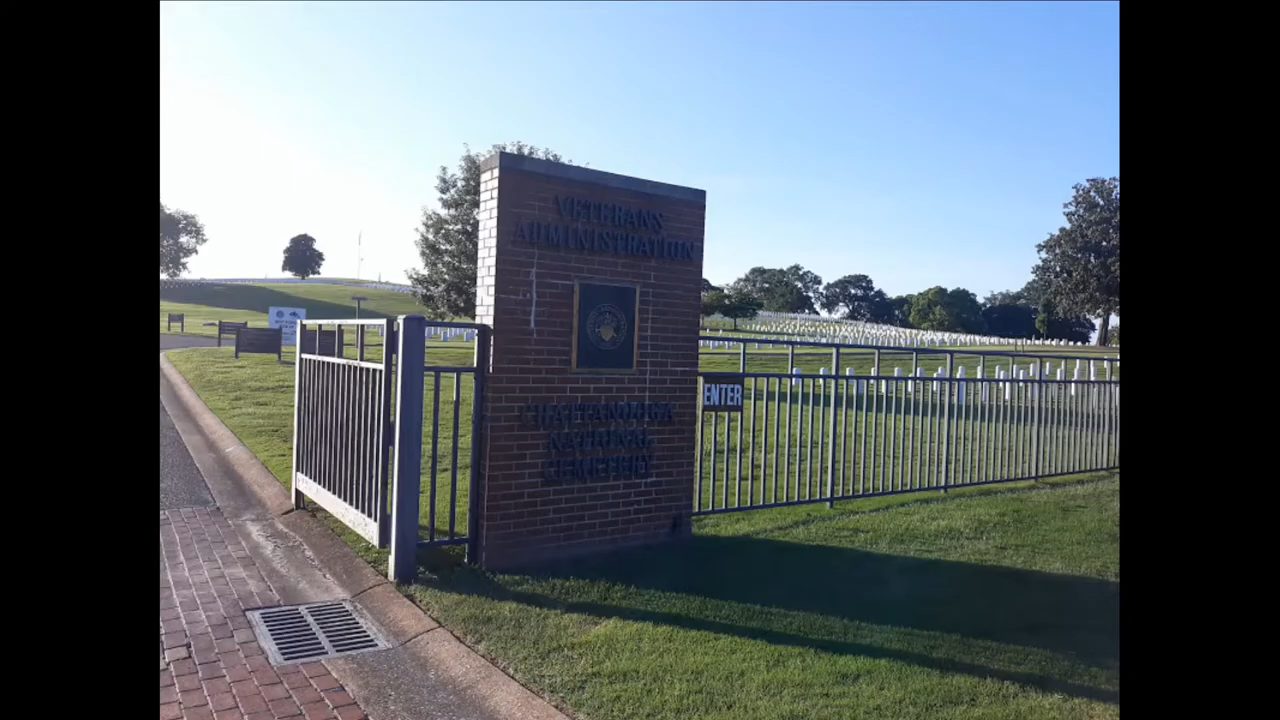 VETERANS
ADMINISTRATION
ENTER
CHATTANOOGA
NATIONAL
CEMETERY